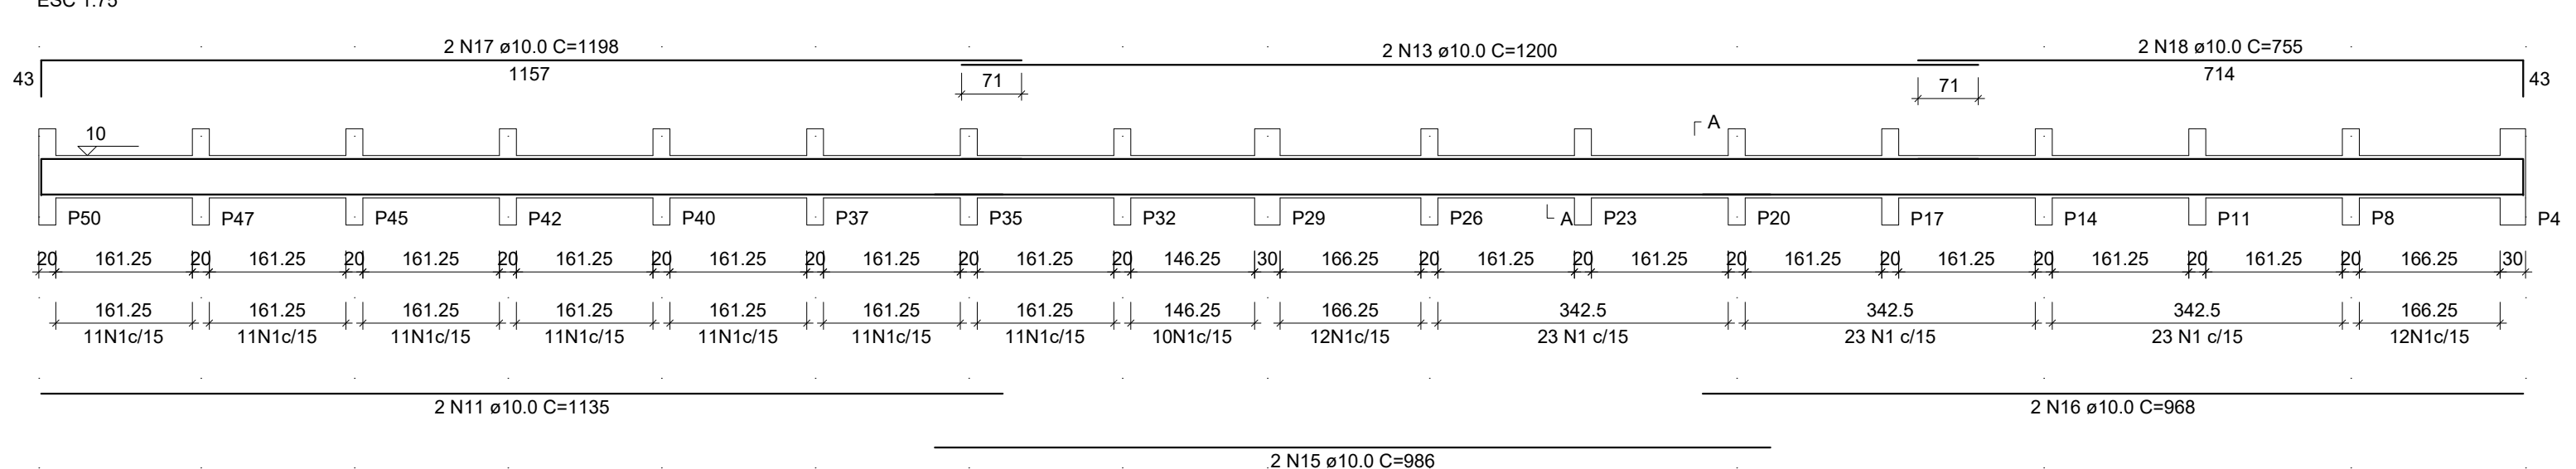 ESC 1:75
2 N17 ø10.0 C=1198
2 N13 ø10.0 C=1200
2 N18 ø10.0 C=755
43
1157
71
71
714
43
10
A
P50 P47 P45 P42 P40 P37 P35 P32 P29 P26 A P23 P20 P17 P14 P11 P8 P4
20 161.25 20 161.25 20 161.25 20 161.25 20 161.25 20 161.25 20 161.25 20 146.25 30 166.25 20 161.25 20 161.25 20 161.25 20 161.25 20 161.25 20 161.25 20 166.25 30
161.25 161.25 161.25 161.25 161.25 161.25 161.25 146.25 166.25 342.5 342.5 342.5 166.25
11N1c/15 11N1c/15 11N1c/15 11N1c/15 11N1c/15 11N1c/15 11N1c/15 10N1c/15 12N1c/15 23 N1 c/15 23 N1 c/15 23 N1 c/15 12N1c/15
2 N11 ø10.0 C=1135
2 N16 ø10.0 C=968
2 N15 ø10.0 C=986